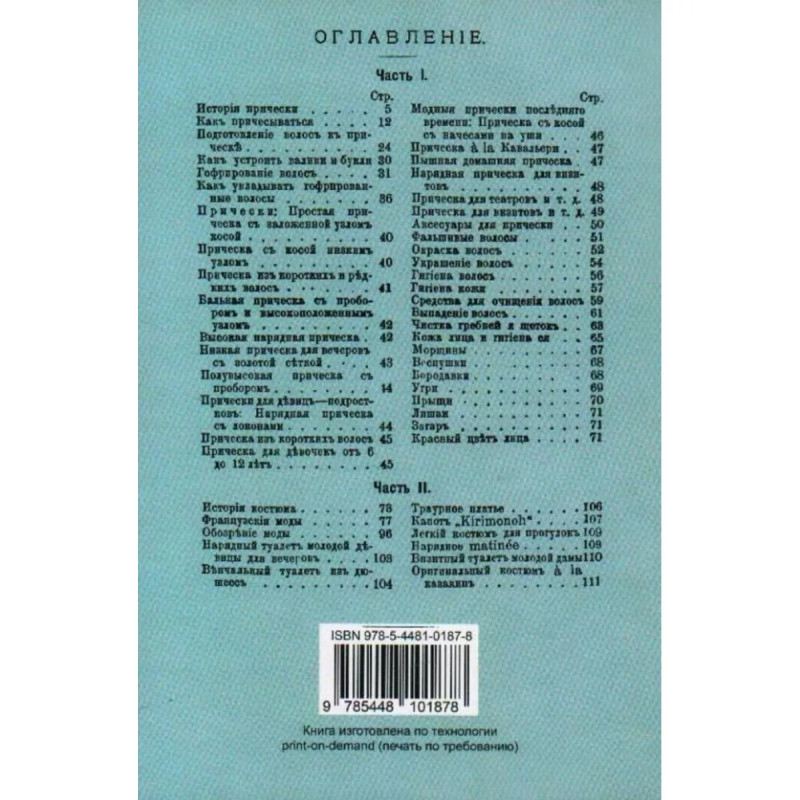 ОГЛАВЛЕНІЕ.
Часть I.
Стр.
Исторія прически . . . . . 5
Какъ причесываться . . . . 12
Подготовленіе волосъ къ при-
ческѣ . . . . . . . . . 24
Какъ устроить валики и букли 30
Гофрированіе волосъ . . . . 31
Какъ укладывать гофрирован-
ные волосы . . . . . . . 36
Прически: Простая при-
ческа съ заложенной узломъ
косой . . . . . . . . . 40
Прическа съ косой низкимъ
узломъ . . . . . . . . . 40
Прическа изъ короткихъ и рѣд-
кихъ волосъ . . . . . . 41
Бальная прическа съ пробо-
ромъ и высокоположеннымъ
узломъ . . . . . . . . . 42
Высокая нарядная прическа . 42
Низкая прическа для вечеровъ
съ золотой сѣткой . . . . 43
Полувысокая прическа съ
проборомъ . . . . . . . . 14
Прически для дѣвицъ—подрост-
ковъ: Нарядная прическа
съ локонами . . . . . . 44
Прическа изъ короткихъ волосъ 45
Прическа для дѣвочекъ отъ 6
до 12 лѣтъ . . . . . . . 45
Стр.
Модныя прически послѣдняго
времени: Прическа съ косой
съ начесами на уши . . . 46
Прическа à la Кавальери . . 47
Пышная домашняя прическа . 47
Нарядная прическа для визи-
товъ . . . . . . . . . . 48
Прическа для театровъ и т. д. 48
Прическа для визитовъ и т. д. 49
Аксесуары для прически . . 50
Фальшивые волосы . . . . 51
Окраска волосъ . . . . . 52
Украшеніе волосъ . . . . . 54
Гигіена волосъ . . . . . . 56
Гигіена кожи . . . . . . 57
Средства для очищенія волосъ 59
Выпаденіе волосъ . . . . . 61
Чистка гребней и щетокъ . . 63
Кожа лица и гигіена ея . . 65
Морщины . . . . . . . . 67
Веснушки . . . . . . . . 68
Бородавки . . . . . . . . 68
Угри . . . . . . . . . . 69
Прыщи . . . . . . . . . 70
Лишаи . . . . . . . . . 71
Загаръ . . . . . . . . . 71
Красный цвѣтъ лица . . . . 71
Часть II.
Исторія костюма . . . . . 73
Французскія моды . . . . . 77
Обозрѣніе моды . . . . . . 96
Нарядный туалетъ молодой дѣ-
вицы для вечеровъ . . . . 103
Вѣнчальный туалетъ изъ дю-
шессъ . . . . . . . . . 104
Траурное платье . . . . . 106
Капотъ „Kirimonoh“ . . . . 107
Легкій костюмъ для прогулокъ 109
Нарядное matinée . . . . . 109
Визитный туалетъ молодой дамы 110
Оригинальный костюмъ à la
казакинъ . . . . . . . . 111
ISBN 978-5-4481-0187-8
9 785448 101878
Книга изготовлена по технологии
print-on-demand (печать по требованию)